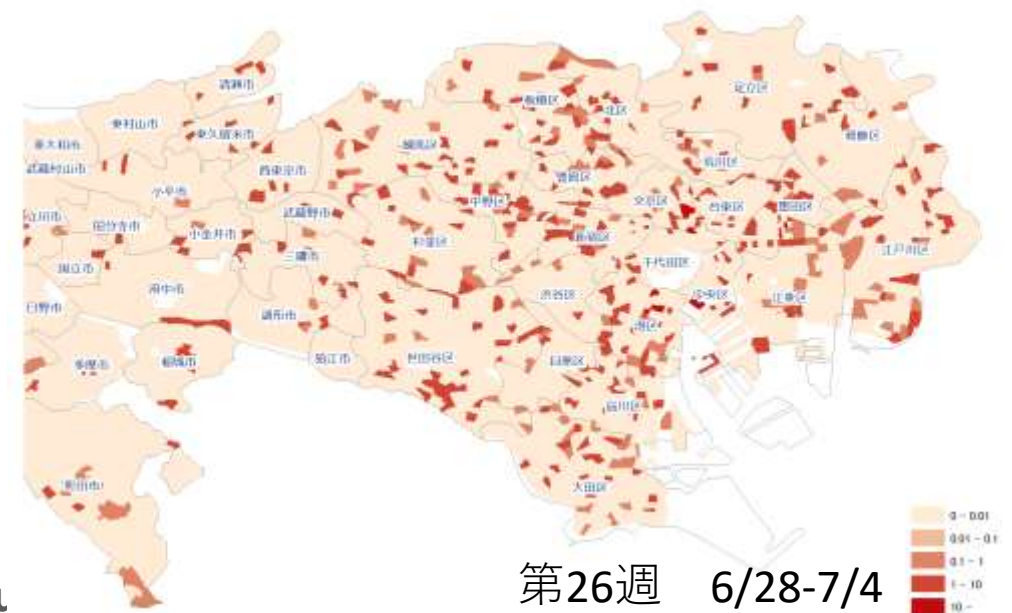 清瀬市
足立区
板橋区
北区
東村山市
東久留米市
葛飾区
東大和市
練馬区
荒川区
武蔵村山市
西東京市
豊島区
小平市
中野区
文京区
台東区
墨田区
立川市
国分寺市
小金井市
武蔵野市
杉並区
新宿区
江戸川区
三鷹市
千代田区
国立市
府中市
渋谷区
中央区
江東区
日野市
調布市
港区
多摩市
稲城市
狛江市
世田谷区
目黒区
品川区
町田市
大田区
0 - 0.01
0.01 - 0.1
0.1 - 1
1 - 10
10 -
第26週 6/28-7/4